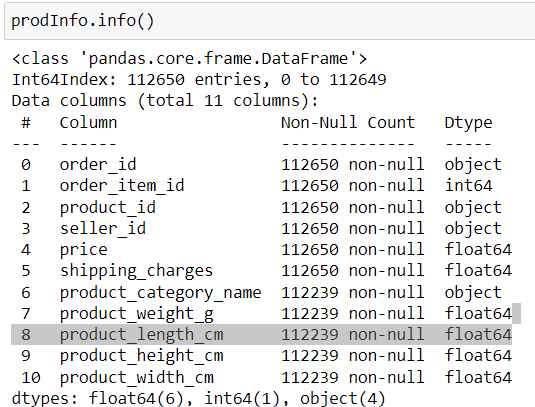 prodInfo.info()
<class 'pandas.core.frame.DataFrame'>
Int64Index: 112650 entries, 0 to 112649
Data columns (total 11 columns):
 #   Column                 Non-Null Count   Dtype
---  ------                 --------------   -----
 0   order_id               112650 non-null  object
 1   order_item_id          112650 non-null  int64
 2   product_id             112650 non-null  object
 3   seller_id              112650 non-null  object
 4   price                  112650 non-null  float64
 5   shipping_charges       112650 non-null  float64
 6   product_category_name  112239 non-null  object
 7   product_weight_g       112239 non-null  float64
 8   product_length_cm      112239 non-null  float64
 9   product_height_cm      112239 non-null  float64
 10  product_width_cm       112239 non-null  float64
dtypes: float64(6), int64(1), object(4)